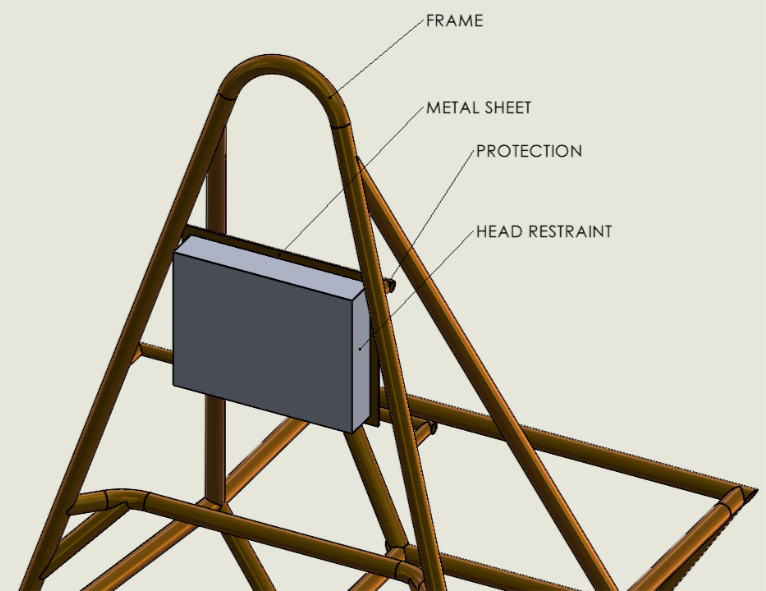 FRAME
METAL SHEET
PROTECTION
HEAD RESTRAINT